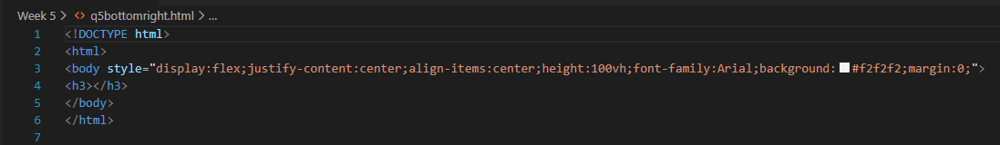 Week 5 > <> q5bottomright.html > ...
1 <!DOCTYPE html>
2 <html>
3 <body style="display:flex;justify-content:center;align-items:center;height:100vh;font-family:Arial;background:#f2f2f2;margin:0;">
4 <h3></h3>
5 </body>
6 </html>
7